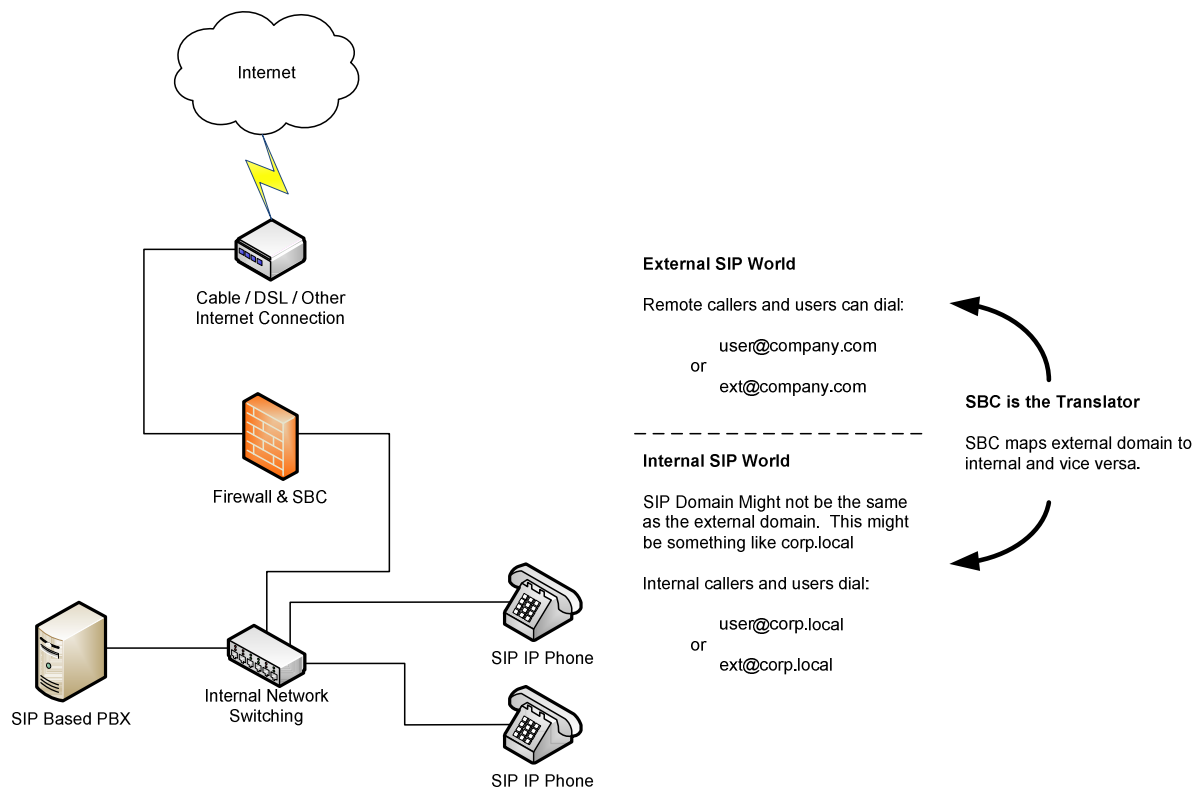 Internet
Cable / DSL / Other
Internet Connection
Firewall & SBC
SIP Based PBX
Internal Network
Switching
SIP IP Phone
SIP IP Phone
External SIP World
Remote callers and users can dial:
user@company.com
or
ext@company.com
Internal SIP World
SIP Domain Might not be the same
as the external domain. This might
be something like corp.local
Internal callers and users dial:
user@corp.local
or
ext@corp.local
SBC is the Translator
SBC maps external domain to
internal and vice versa.